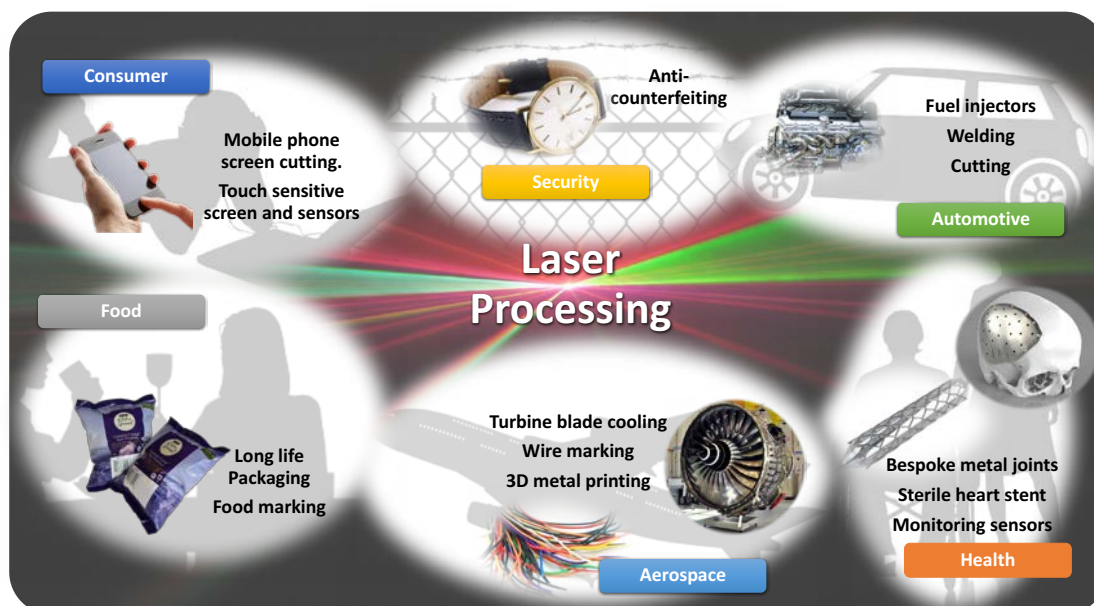 Consumer
Mobile phone
screen cutting.
Touch sensitive
screen and sensors
Anti-
counterfeiting
Security
Fuel injectors
Welding
Cutting
Automotive
Laser
Processing
Food
Long life
Packaging
Food marking
Turbine blade cooling
Wire marking
3D metal printing
Aerospace
Bespoke metal joints
Sterile heart stent
Monitoring sensors
Health